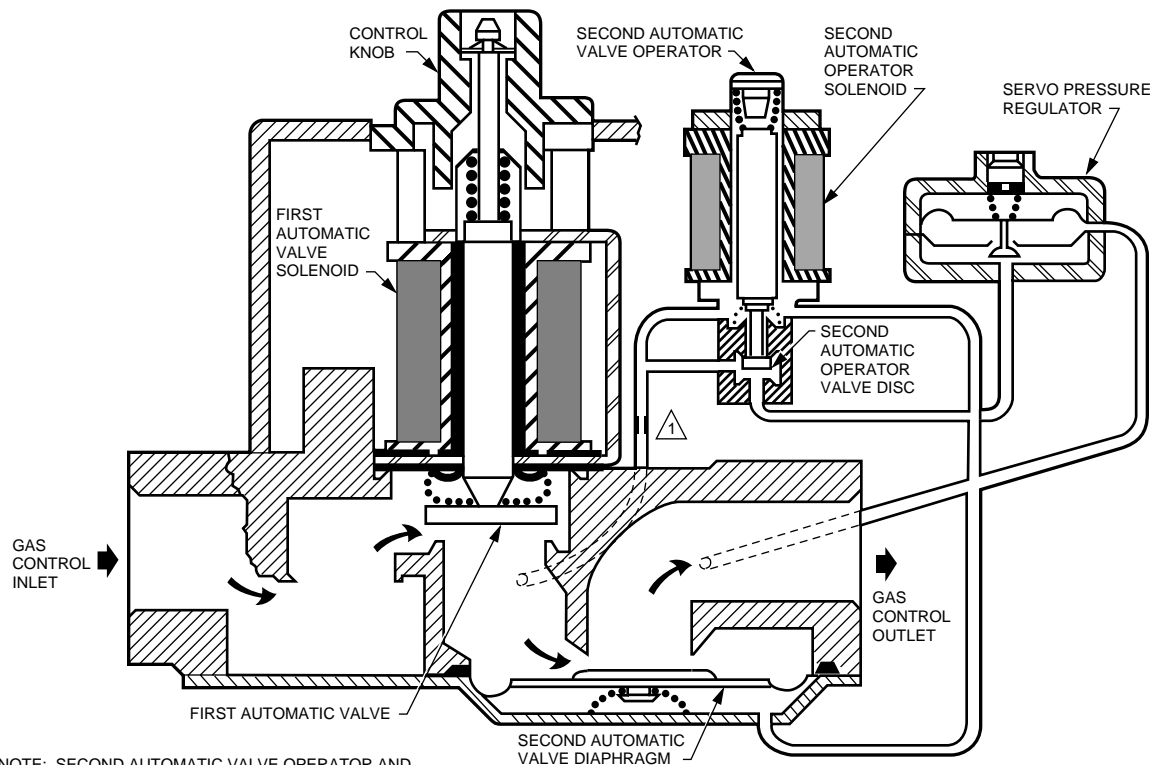 CONTROL
KNOB
SECOND AUTOMATIC
VALVE OPERATOR
SECOND
AUTOMATIC
OPERATOR
SOLENOID
SERVO PRESSURE
REGULATOR
FIRST
AUTOMATIC
VALVE
SOLENOID
SECOND
AUTOMATIC
OPERATOR
VALVE DISC
1
GAS
CONTROL
INLET
GAS
CONTROL
OUTLET
FIRST AUTOMATIC VALVE
SECOND AUTOMATIC
VALVE DIAPHRAGM
NOTE: SECOND AUTOMATIC VALVE OPERATOR AND